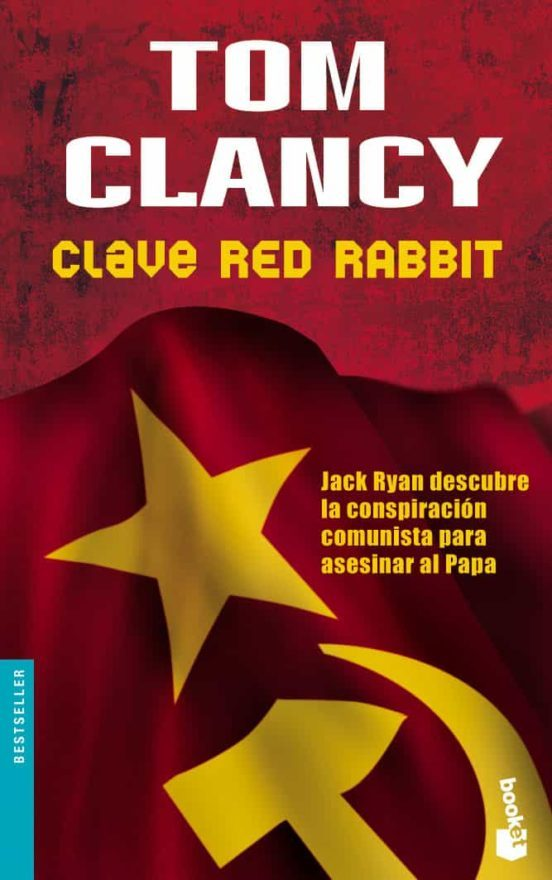 TOM
CLANCY
Clave RED RABBIT
Jack Ryan descubre
la conspiración
comunista para
asesinar al Papa
BESTSELLER
booket